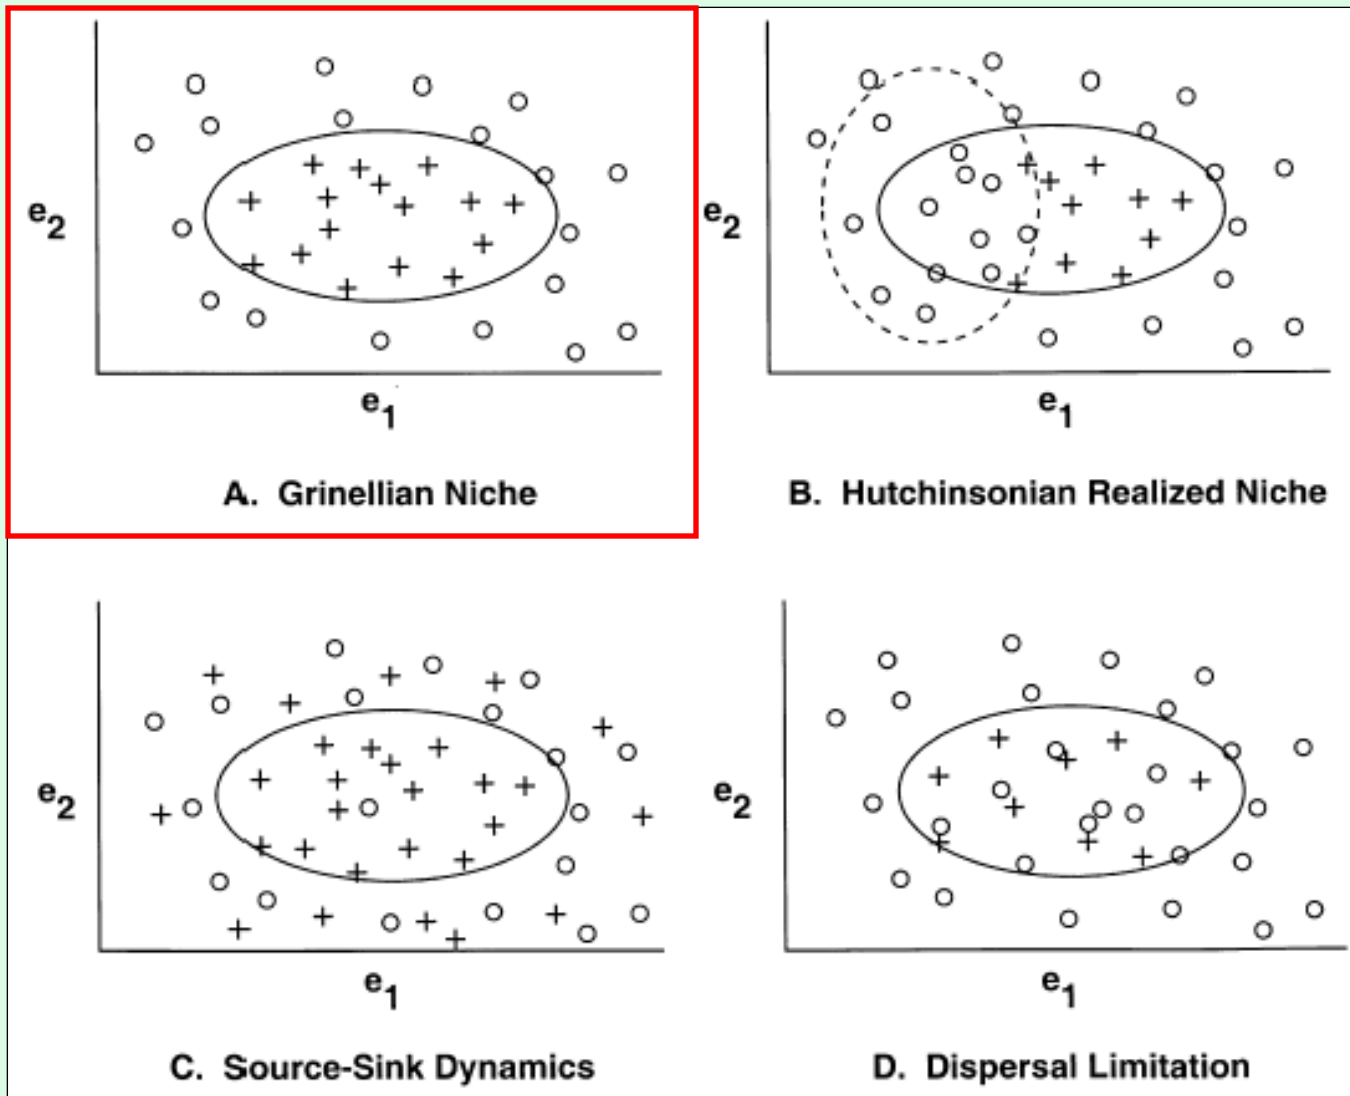 e2
e1
A. Grinellian Niche
e2
e1
B. Hutchinsonian Realized Niche
e2
e1
C. Source-Sink Dynamics
e2
e1
D. Dispersal Limitation